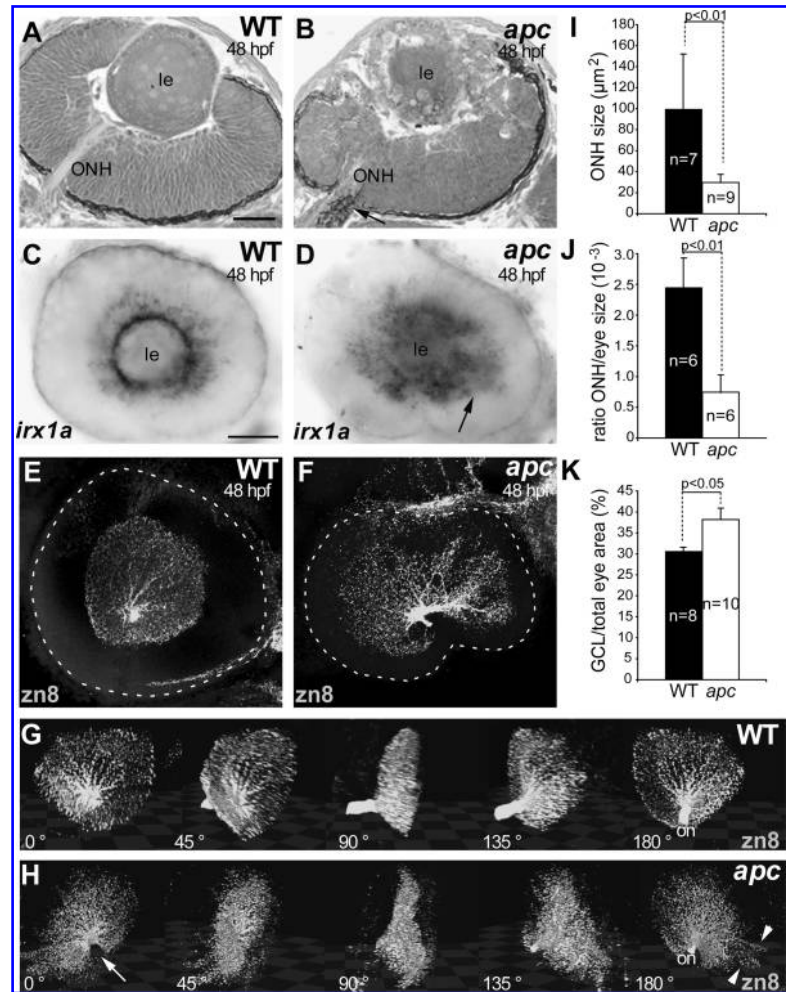 A WT
48 hpf
le
ONH
B apc
48 hpf
le
ONH
C WT
48 hpf
le
irx1a
D apc
48 hpf
le
irx1a
E WT
48 hpf
zn8
F apc
48 hpf
zn8
G WT
0 ° 45 ° 90 ° 135 ° 180 °
on
zn8
H apc
0 ° 45 ° 90 ° 135 ° 180 °
on
zn8
I
p<0.01
ONH size (µm²)
180
160
140
120
100
80
60
40
20
0
n=7
n=9
WT apc
J
p<0.01
ratio ONH/eye size (10⁻³)
2.5
2.0
1.5
1.0
0.5
0
n=6
n=6
WT apc
K
p<0.05
GCL/total eye area (%)
45
40
35
30
25
20
15
10
5
0
n=8
n=10
WT apc